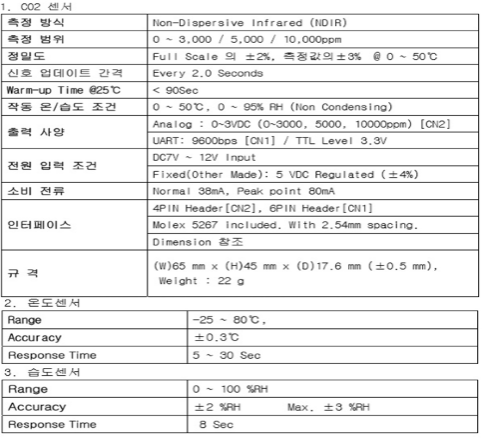 1. CO2 센서
측정 방식 Non-Dispersive Infrared (NDIR)
측정 범위 0 ~ 3,000 / 5,000 / 10,000ppm
정밀도 Full Scale 의 ±2%, 측정값의±3% @ 0 ~ 50℃
신호 업데이트 간격 Every 2.0 Seconds
Warm-up Time @25℃ < 90Sec
작동 온/습도 조건 0 ~ 50℃, 0 ~ 95% RH (Non Condensing)
출력 사양 Analog : 0~3VDC (0~3000, 5000, 10000ppm) [CN2]
UART: 9600bps [CN1] / TTL Level 3.3V
전원 입력 조건 DC7V ~ 12V Input
Fixed(Other Made): 5 VDC Regulated (±4%)
소비 전류 Normal 38mA, Peak point 80mA
인터페이스 4PIN Header[CN2], 6PIN Header[CN1]
Molex 5267 included. With 2.54mm spacing.
Dimension 참조
규 격 (W)65 mm x (H)45 mm x (D)17.6 mm (±0.5 mm),
Weight : 22 g
2. 온도센서
Range -25 ~ 80℃,
Accuracy ±0.3℃
Response Time 5 ~ 30 Sec
3. 습도센서
Range 0 ~ 100 %RH
Accuracy ±2 %RH Max. ±3 %RH
Response Time 8 Sec